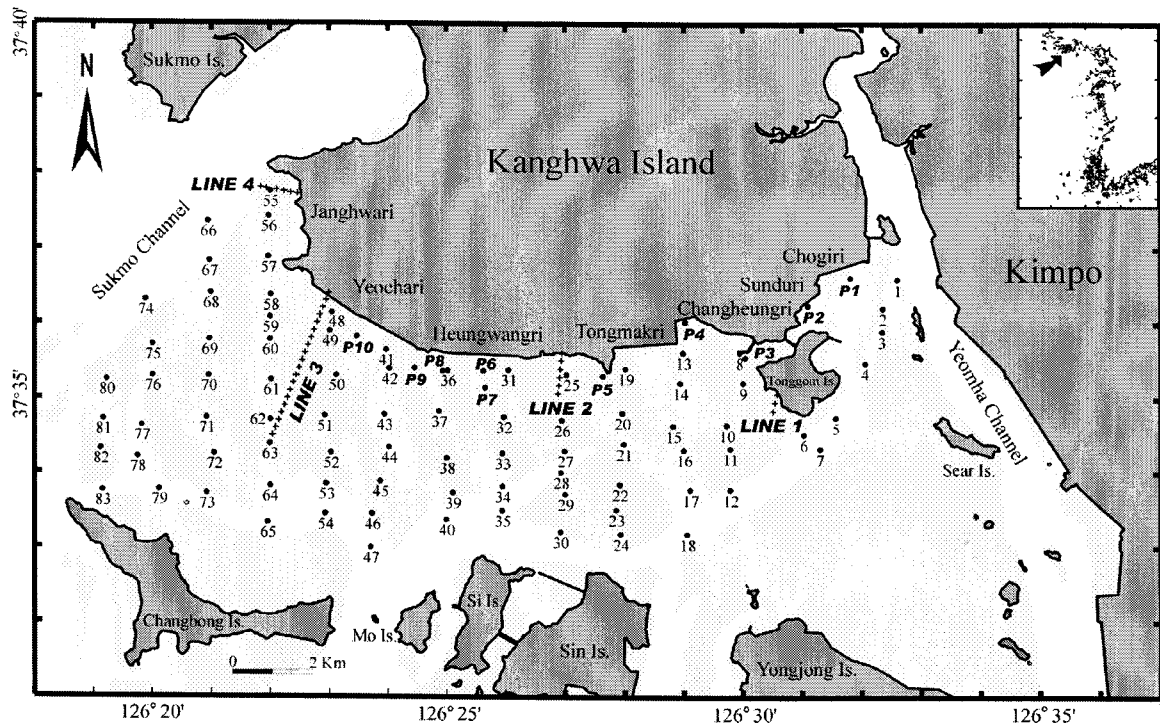 37° 40'
Sukmo Is.
N
Kanghwa Island
LINE 4
55
Janghwari
66
56
Sukmo Channel
67
57
Chogiri
Kimpo
68
58
Yeochari
Sunduri
P1
1
74
59
48
Changheungri
P2
2
69
60
49
P10
Heungwangri
Tongmakri
P4
3
75
41
P8
P6
13
8
P3
Yeomha Channel
37° 35'
80
76
70
61
LINE 3
50
42
P9
36
31
25
P5
19
14
9
Tonggum Is.
4
P7
LINE 2
81
77
71
62
51
43
37
32
26
20
15
10
LINE 1
5
82
78
72
63
52
44
38
33
27
21
16
11
6
7
Sear Is.
83
79
73
64
53
45
39
34
28
29
22
17
12
65
54
46
40
35
23
47
30
24
18
Changbong Is.
Mo Is.
Si Is.
Sin Is.
Yongjong Is.
0 2 Km
126° 20' 126° 25' 126° 30' 126° 35'